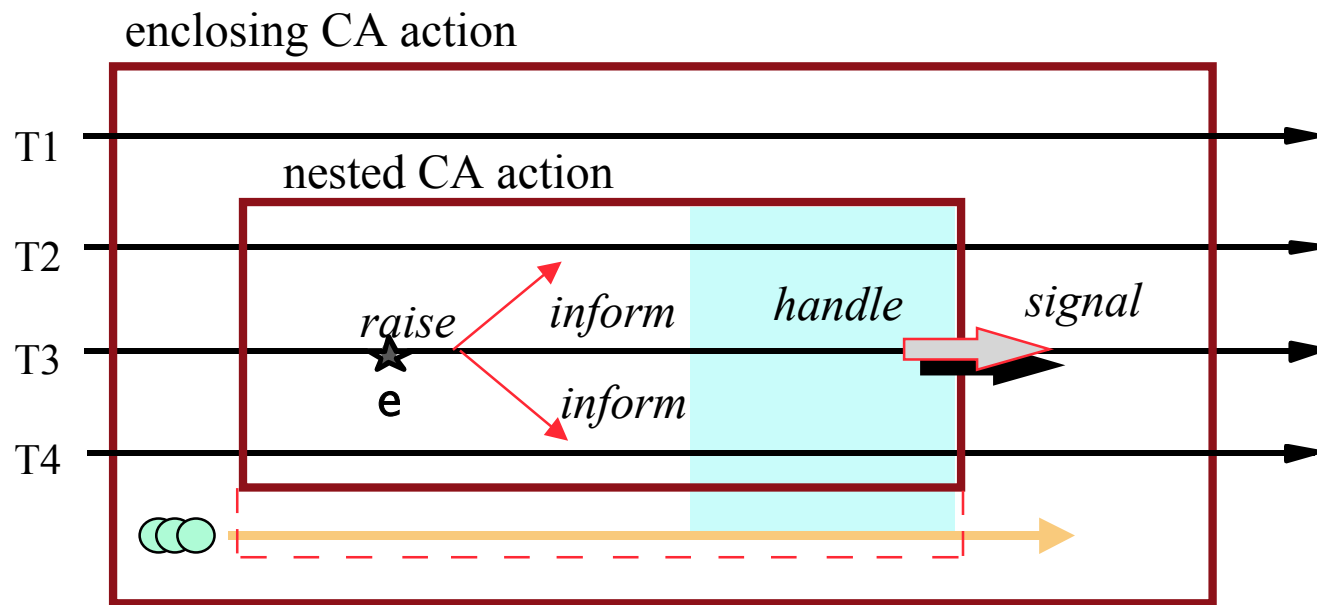 enclosing CA action
T1
nested CA action
T2
raise
inform
handle
signal
T3
e
inform
T4